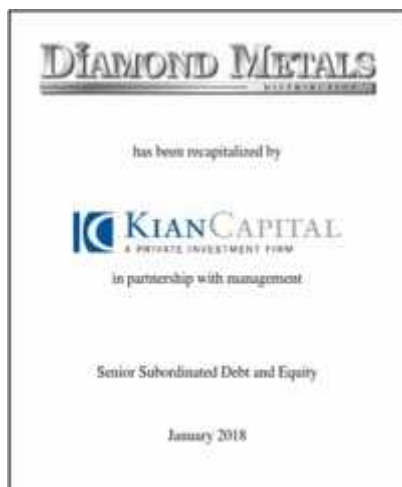 DIAMOND METALS
DISTRIBUTION
has been recapitalized by
KIANCAPITAL
A PRIVATE INVESTMENT FIRM
in partnership with management
Senior Subordinated Debt and Equity
January 2018